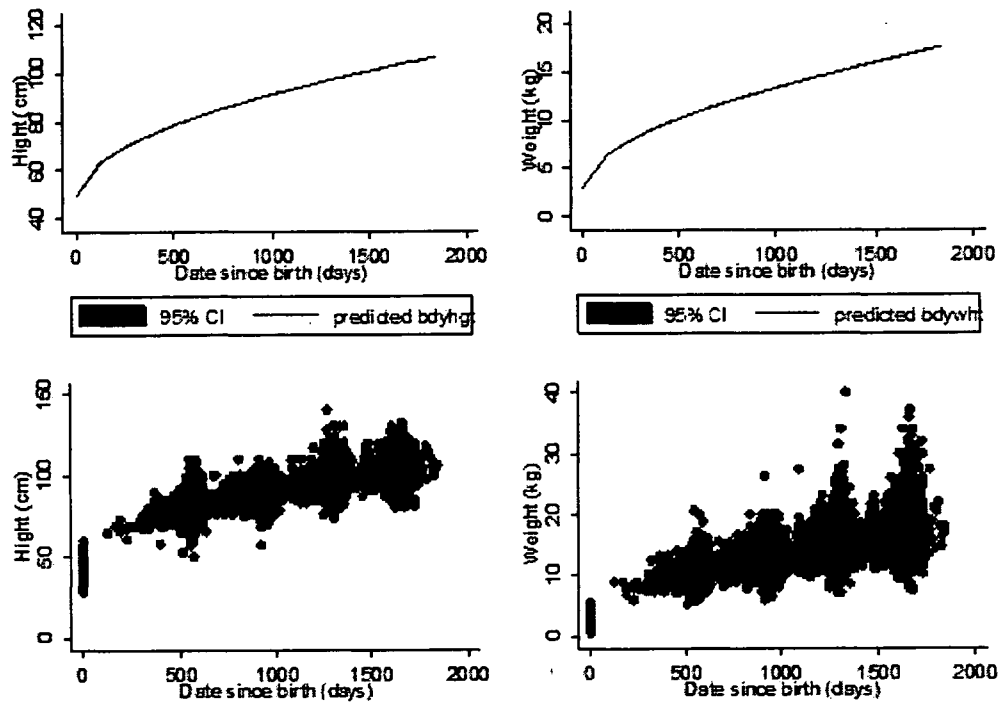 Hight (cm)
120
100
80
60
40
0 500 1000 1500 2000
Date since birth (days)
95% CI predicted bdyhgt
Weight (kg)
20
15
10
5
0
0 500 1000 1500 2000
Date since birth (days)
95% CI predicted bdywht
Hight (cm)
150
100
50
0
0 500 1000 1500 2000
Date since birth (days)
Weight (kg)
40
30
20
10
0
0 500 1000 1500 2000
Date since birth (days)